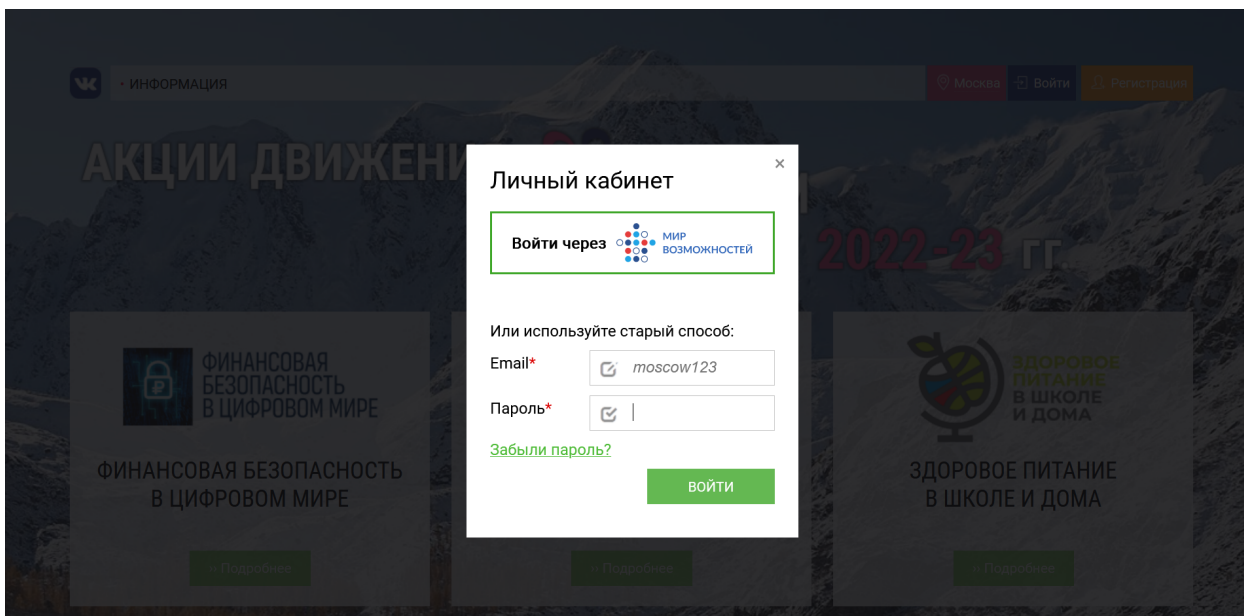 · ИНФОРМАЦИЯ
Москва
Войти
Регистрация
АКЦИИ ДВИЖЕНИ
2022-23 гг.
×
Личный кабинет
Войти через
МИР
ВОЗМОЖНОСТЕЙ
Или используйте старый способ:
Email*
moscow123
Пароль*
Забыли пароль?
ВОЙТИ
ФИНАНСОВАЯ
БЕЗОПАСНОСТЬ
В ЦИФРОВОМ МИРЕ
ФИНАНСОВАЯ БЕЗОПАСНОСТЬ
В ЦИФРОВОМ МИРЕ
›› Подробнее
›› Подробнее
ЗДОРОВОЕ
ПИТАНИЕ
В ШКОЛЕ
И ДОМА
ЗДОРОВОЕ ПИТАНИЕ
В ШКОЛЕ И ДОМА
›› Подробнее